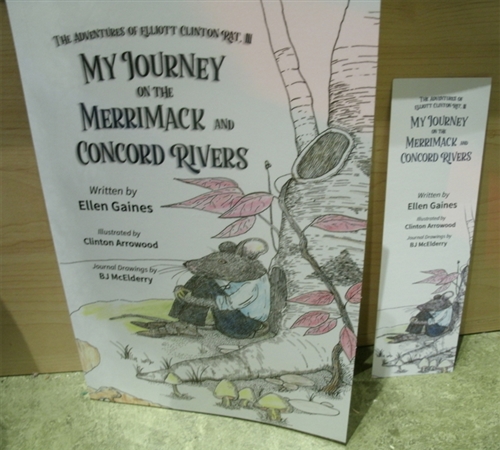 THE ADVENTURES OF ELLIOTT CLINTON RAT, III
MY JOURNEY
ON THE
MERRIMACK AND
CONCORD RIVERS
Written by
Ellen Gaines
Illustrated by
Clinton Arrowood
Journal Drawings by
BJ McElderry
THE ADVENTURES OF
ELLIOTT CLINTON RAT, III
MY JOURNEY
ON THE
MERRIMACK AND
CONCORD RIVERS
Written by
Ellen Gaines
Illustrated by
Clinton Arrowood
Journal Drawings by
BJ McElderry